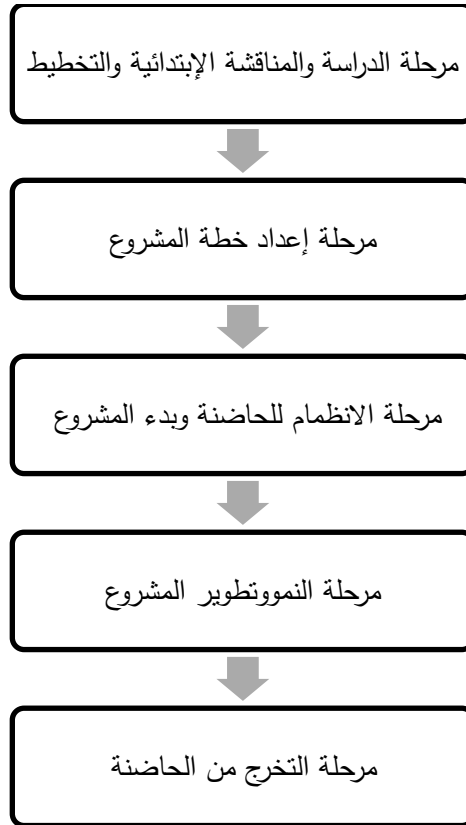 مرحلة الدراسة والمناقشة الإبتدائية والتخطيط
مرحلة إعداد خطة المشروع
مرحلة الانظمام للحاضنة وبدء المشروع
مرحلة النمووتطوير المشروع
مرحلة التخرج من الحاضنة